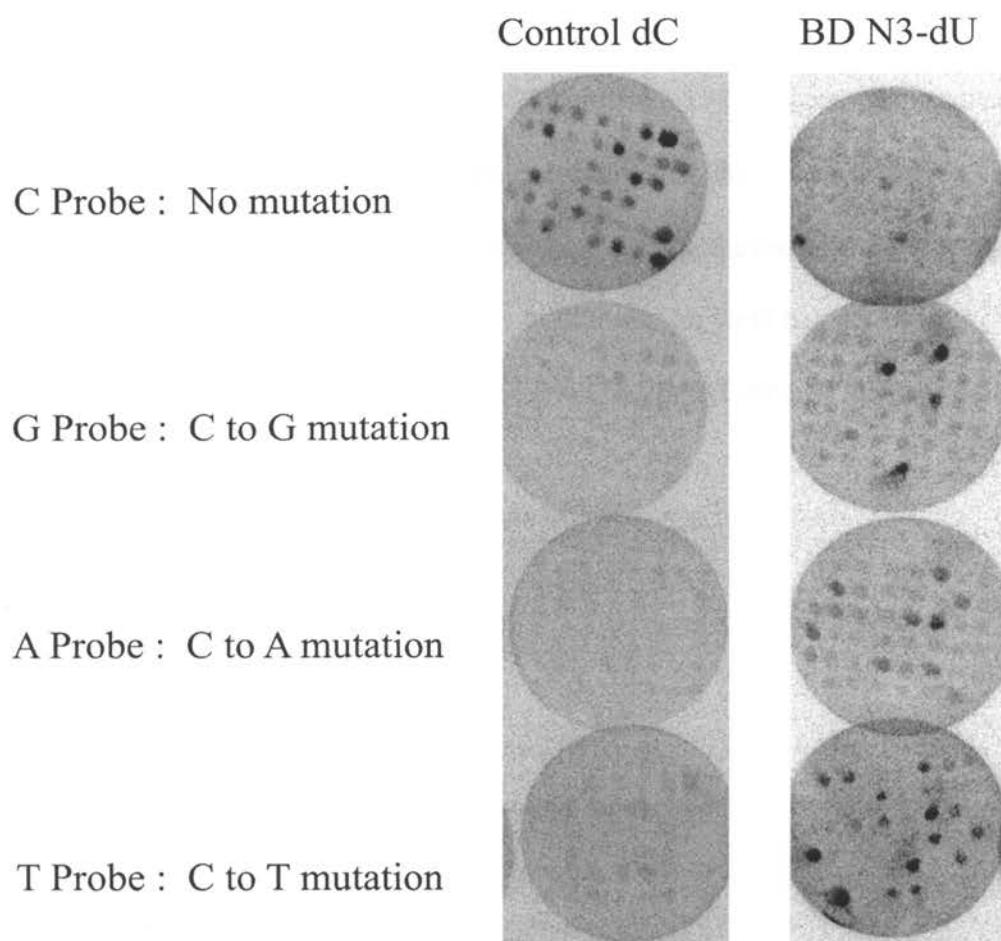 Control dC BD N3-dU
C Probe : No mutation
G Probe : C to G mutation
A Probe : C to A mutation
T Probe : C to T mutation